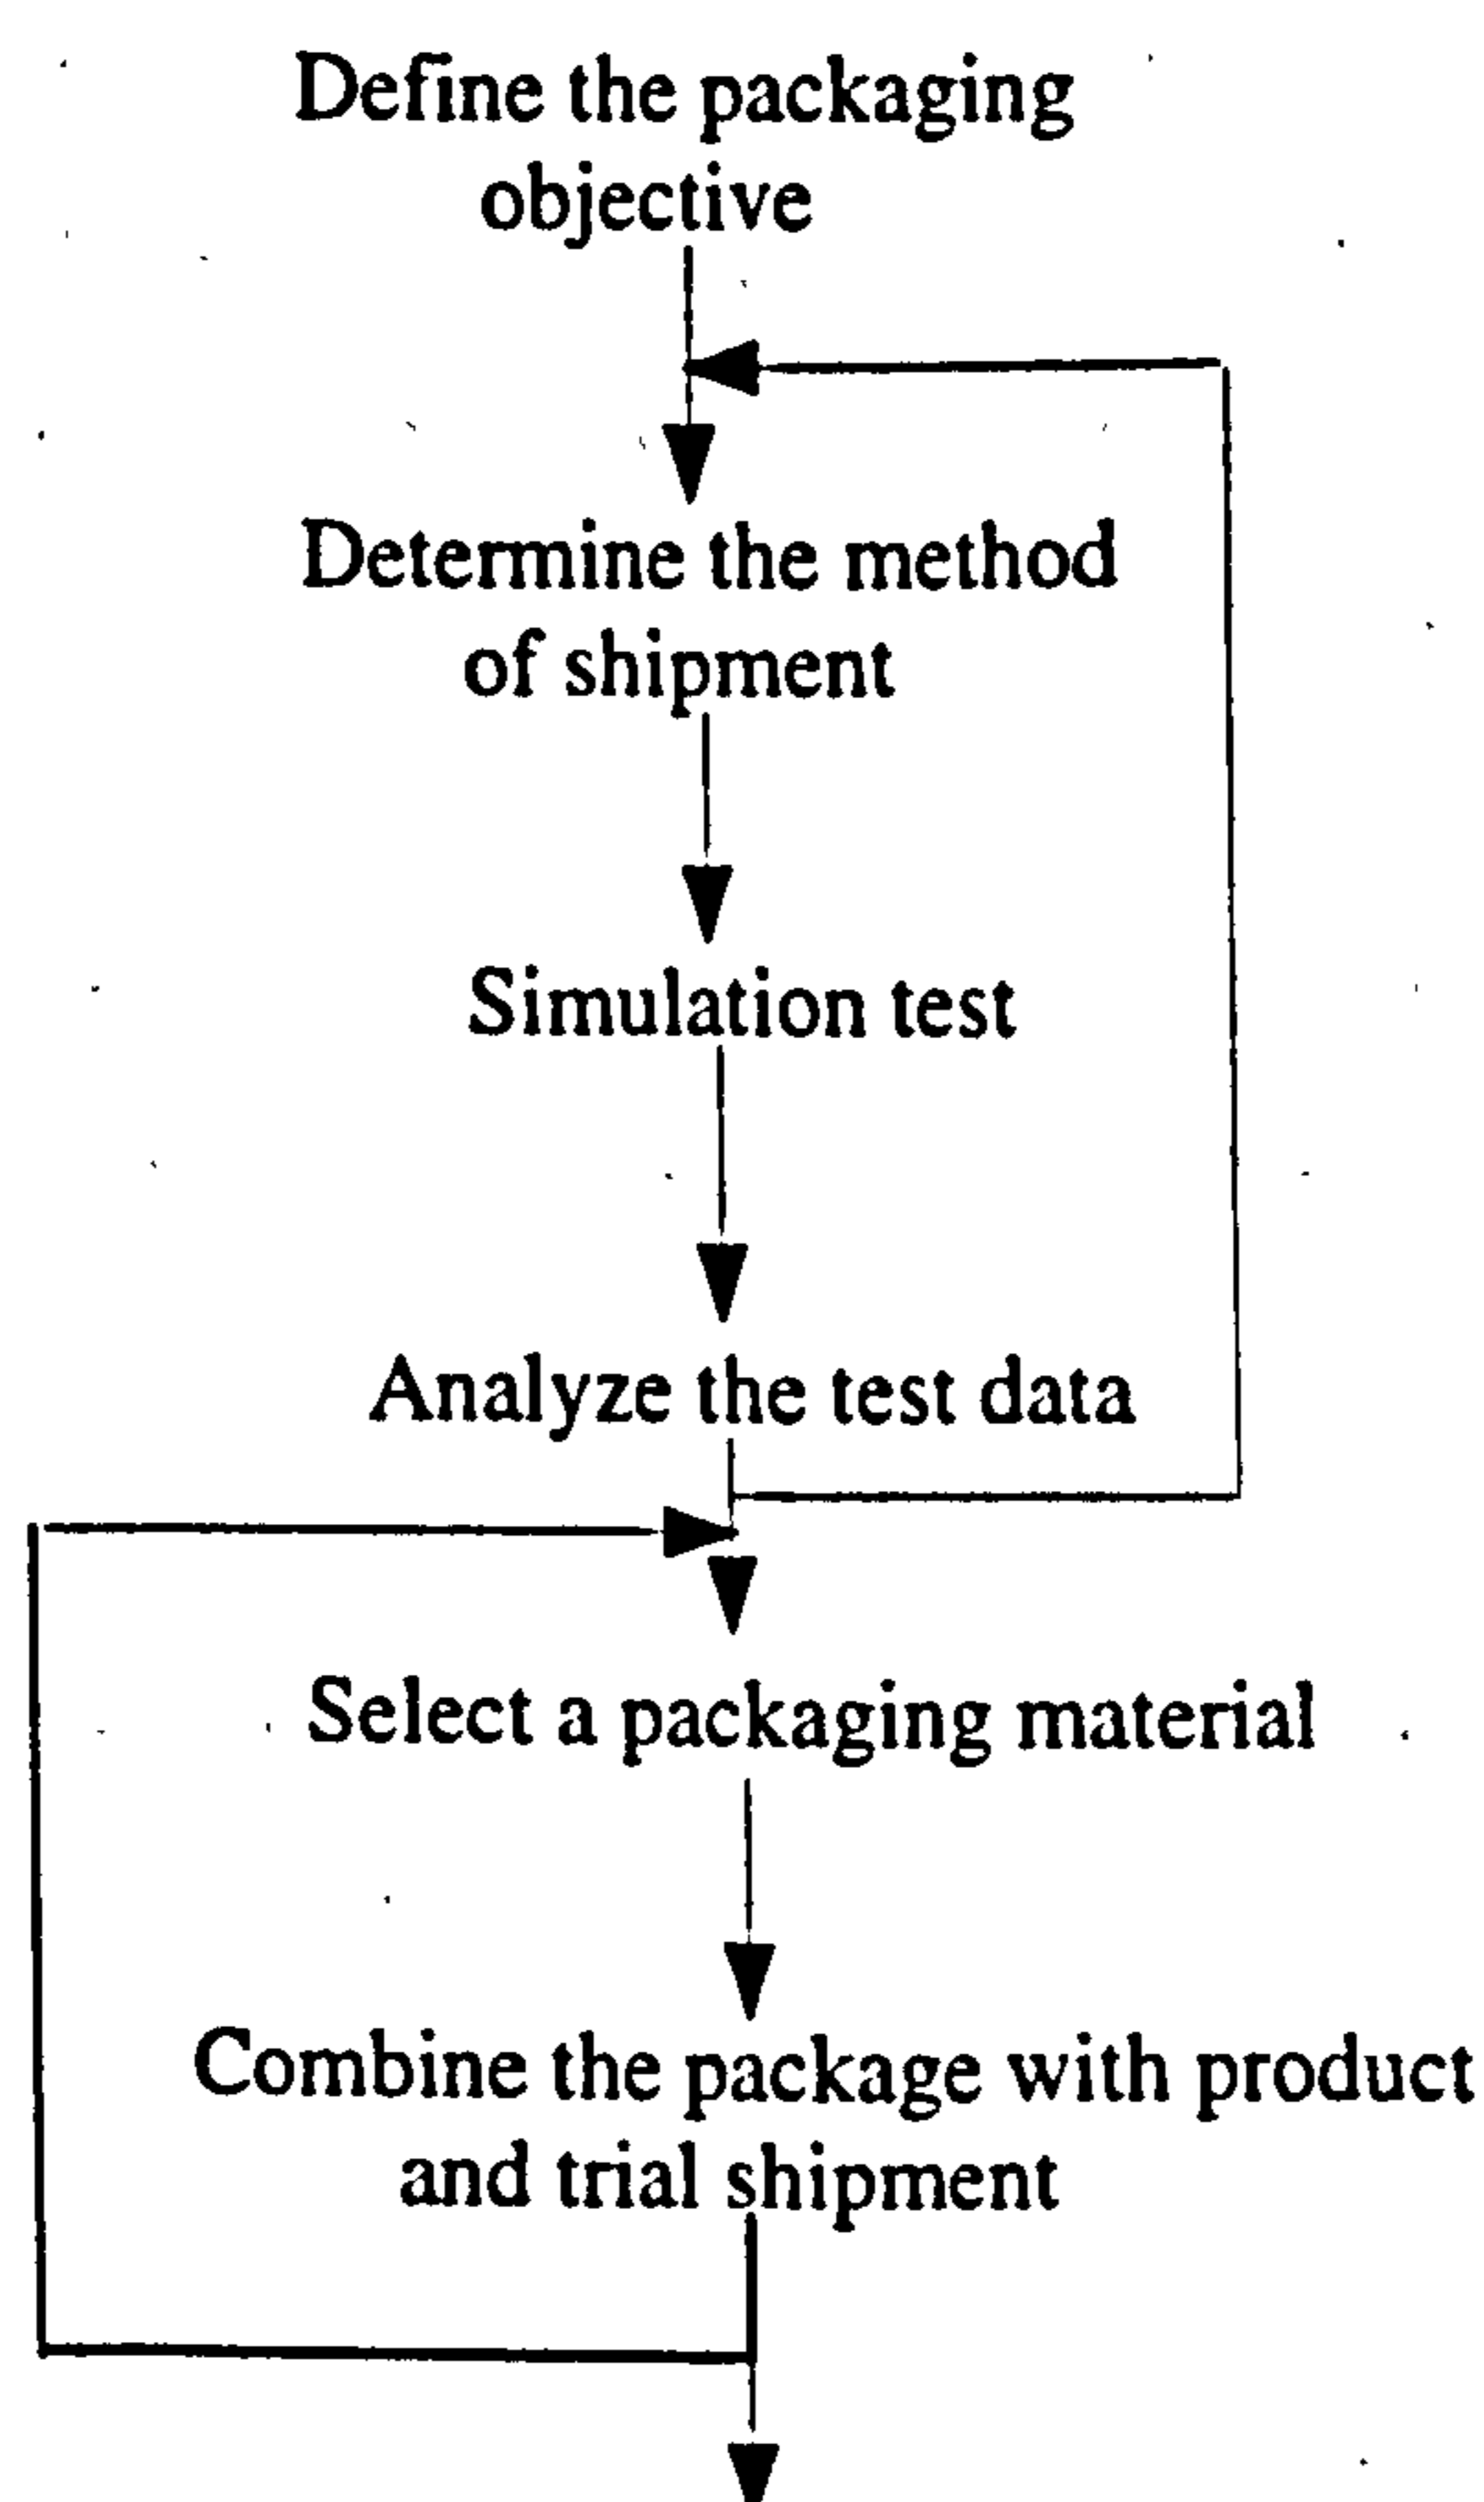 Define the packaging
objective
Determine the method
of shipment
Simulation test
Analyze the test data
Select a packaging material
Combine the package with product
and trial shipment